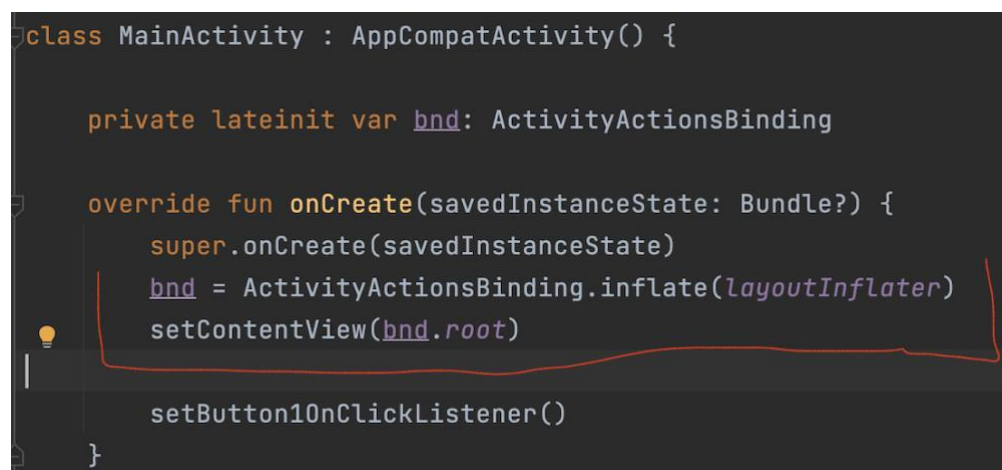 class MainActivity : AppCompatActivity() {
private lateinit var bnd: ActivityActionsBinding
override fun onCreate(savedInstanceState: Bundle?) {
super.onCreate(savedInstanceState)
bnd = ActivityActionsBinding.inflate(layoutInflater)
setContentView(bnd.root)
setButton1OnClickListener()
}